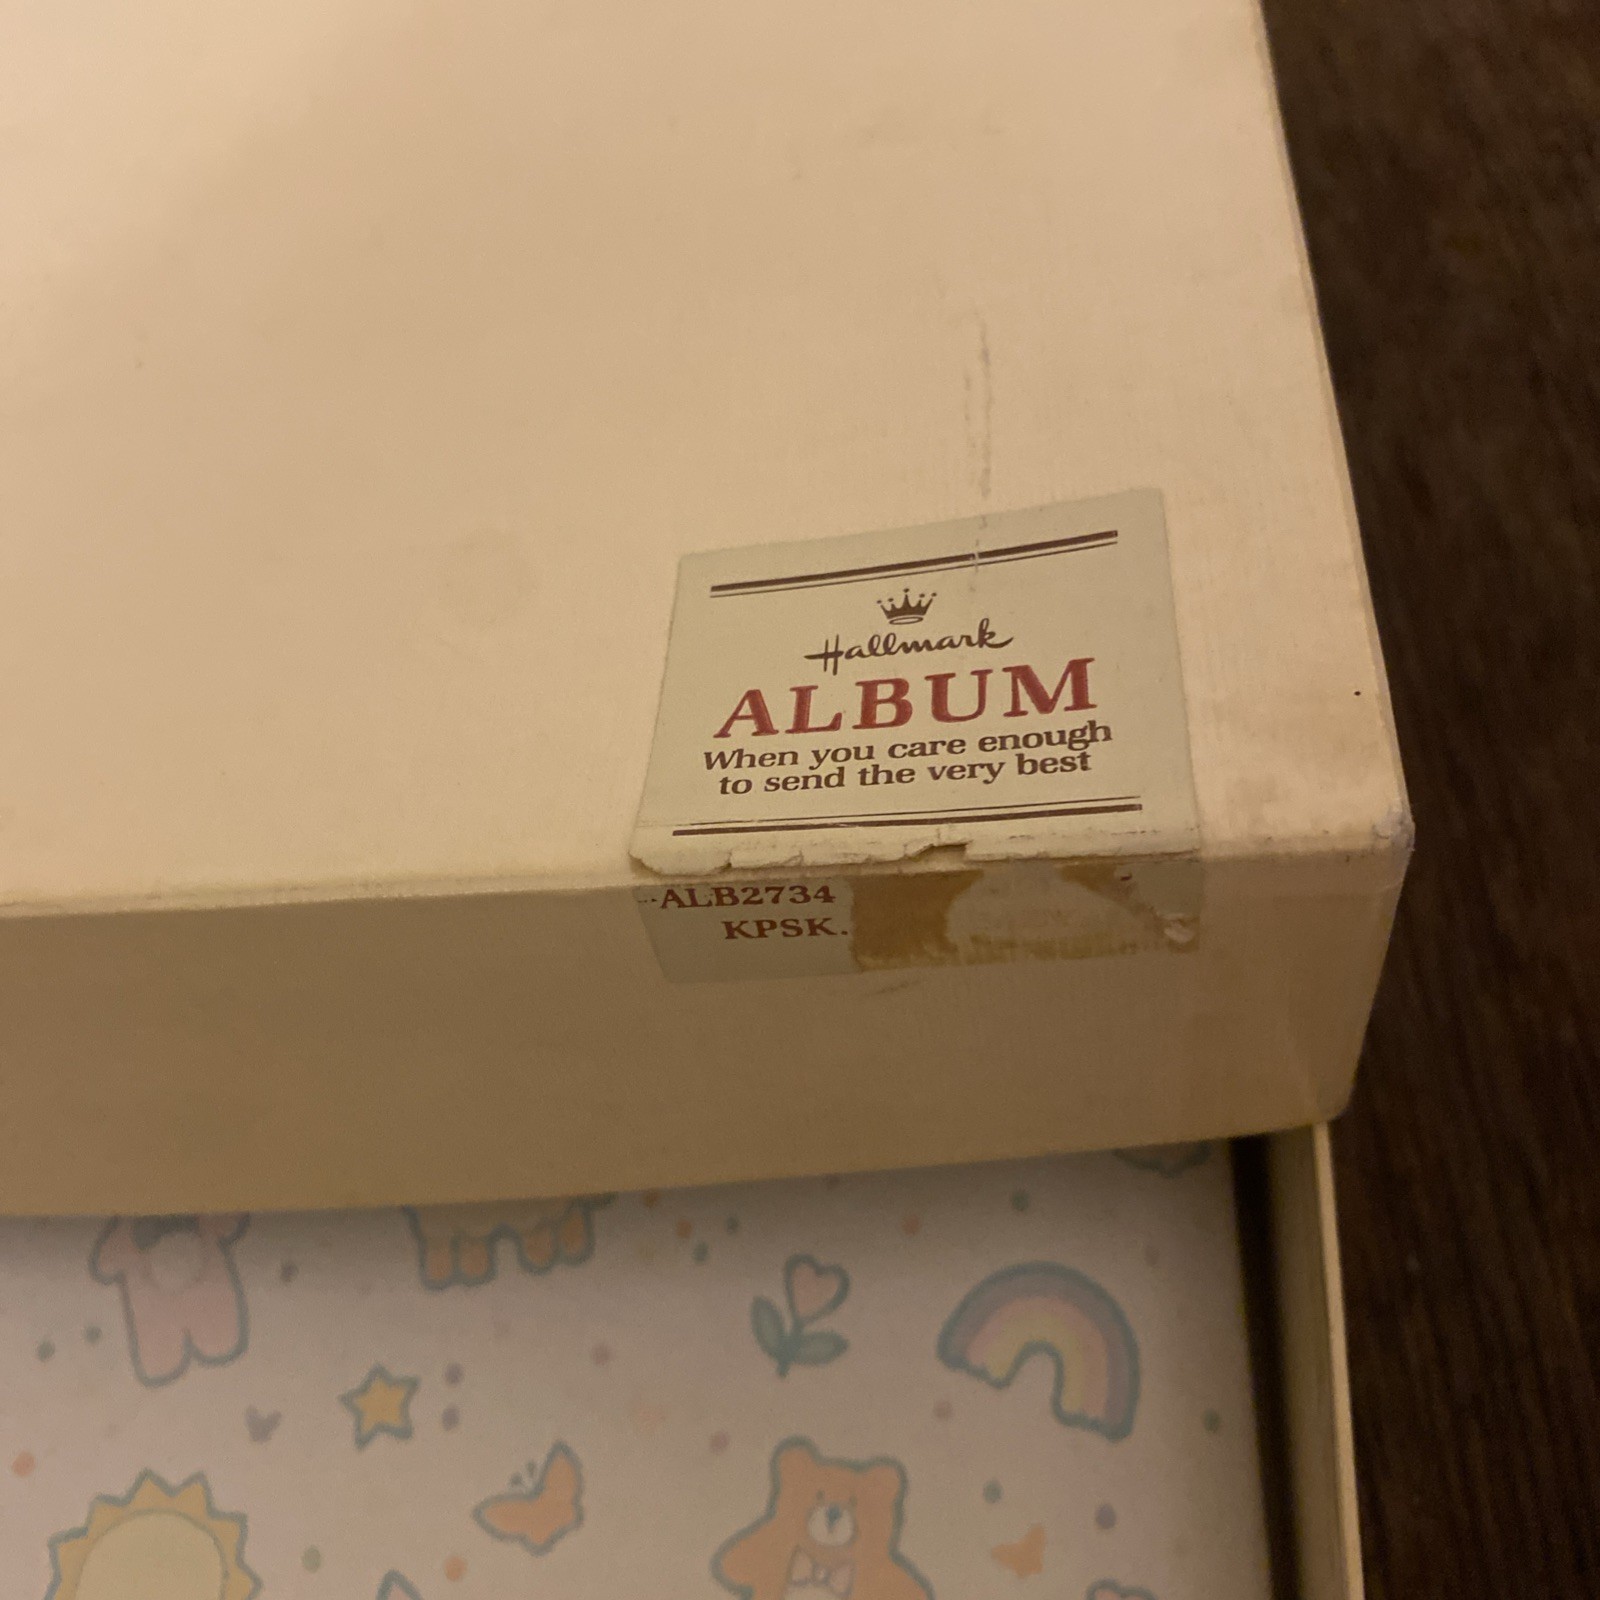 Hallmark
ALBUM
When you care enough
to send the very best
ALB2734
KPSK.